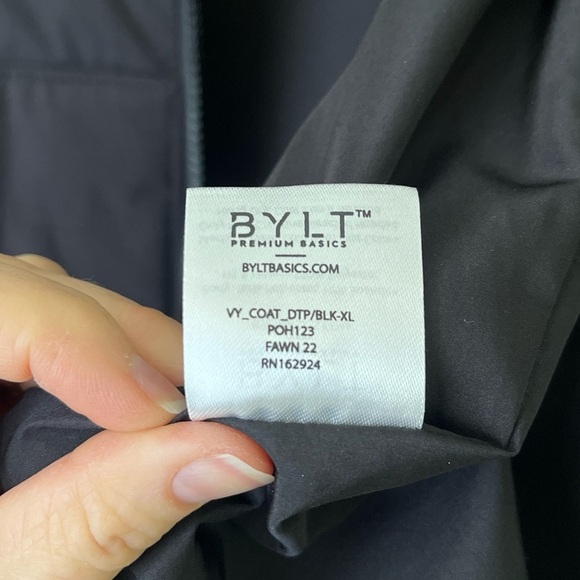 BYLT™
PREMIUM BASICS
BYLTBASICS.COM
VY_COAT_DTP/BLK-XL
POH123
FAWN 22
RN162924